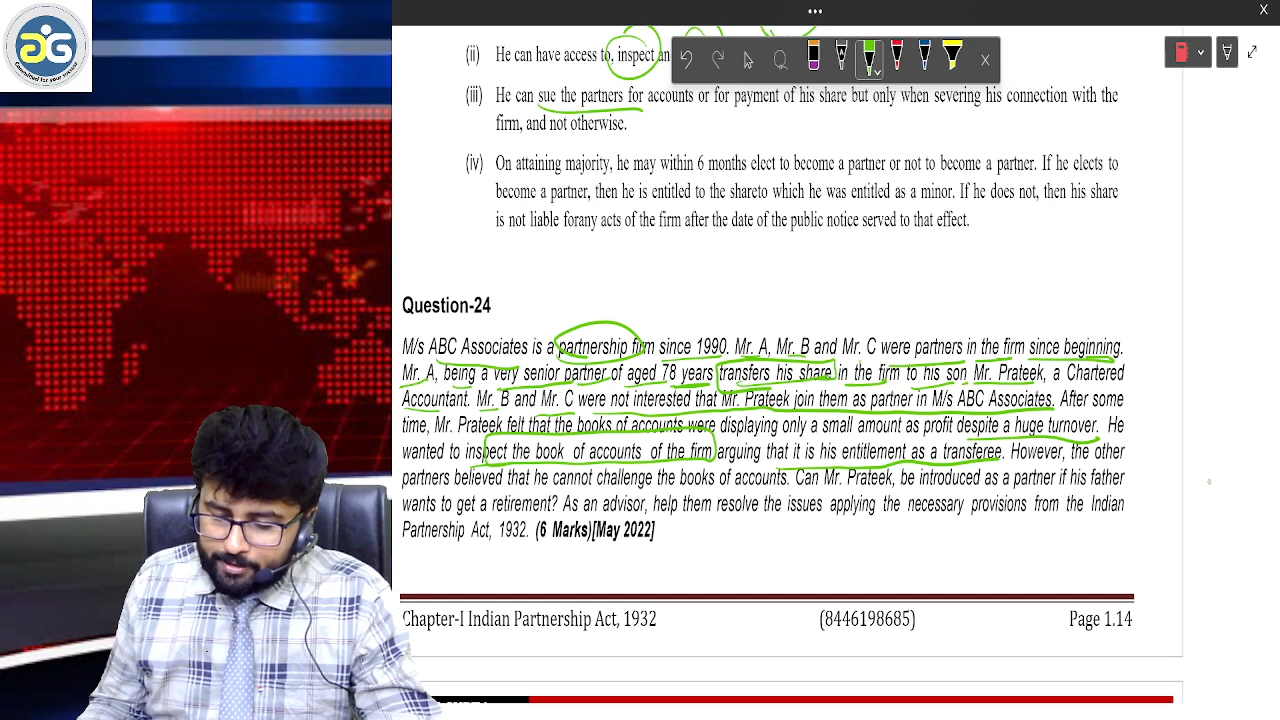 Committed for your success
(ii) He can have access to, inspect
(iii) He can sue the partners for accounts or for payment of his share but only when severing his connection with the
firm, and not otherwise.
(iv) On attaining majority, he may within 6 months elect to become a partner or not to become a partner. If he elects to
become a partner, then he is entitled to the shareto which he was entitled as a minor. If he does not, then his share
is not liable forany acts of the firm after the date of the public notice served to that effect.
Question-24
M/s ABC Associates is a partnership firm since 1990. Mr. A, Mr. B and Mr. C were partners in the firm since beginning.
Mr. A, being a very senior partner of aged 78 years transfers his share in the firm to his son Mr. Prateek, a Chartered
Accountant. Mr. B and Mr. C were not interested that Mr. Prateek join them as partner in M/s ABC Associates. After some
time, Mr. Prateek felt that the books of accounts were displaying only a small amount as profit despite a huge turnover. He
wanted to inspect the book of accounts of the firm arguing that it is his entitlement as a transferee. However, the other
partners believed that he cannot challenge the books of accounts. Can Mr. Prateek, be introduced as a partner if his father
wants to get a retirement? As an advisor, help them resolve the issues applying the necessary provisions from the Indian
Partnership Act, 1932. (6 Marks)[May 2022]
Chapter-I Indian Partnership Act, 1932 (8446198685) Page 1.14